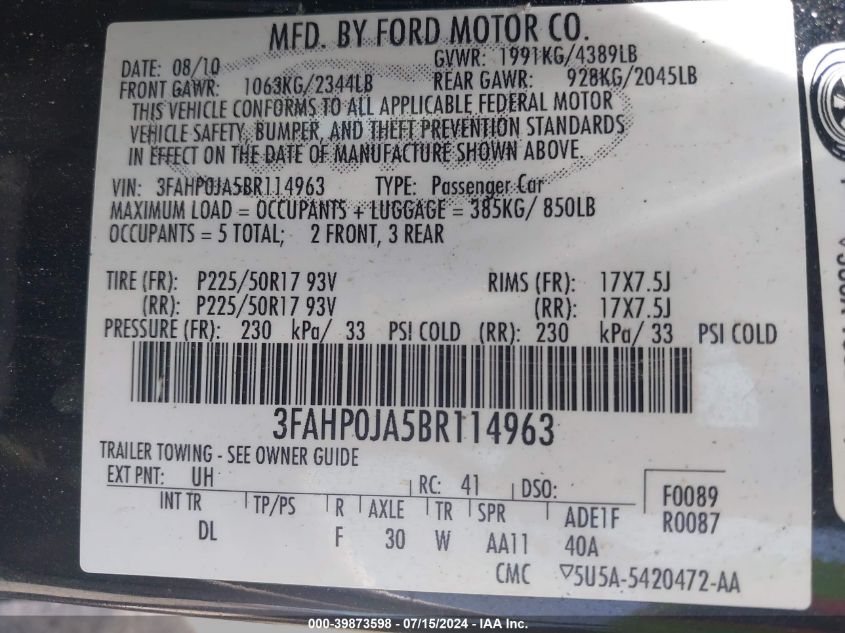 MFD. BY FORD MOTOR CO.
DATE: 08/10 GVWR: 1991KG/4389LB
FRONT GAWR: 1063KG/2344LB REAR GAWR: 928KG/2045LB
THIS VEHICLE CONFORMS TO ALL APPLICABLE FEDERAL MOTOR
VEHICLE SAFETY, BUMPER, AND THEFT PREVENTION STANDARDS
IN EFFECT ON THE DATE OF MANUFACTURE SHOWN ABOVE.
VIN: 3FAHP0JA5BR114963 TYPE: Passenger Car
MAXIMUM LOAD = OCCUPANTS + LUGGAGE = 385KG/ 850LB
OCCUPANTS = 5 TOTAL; 2 FRONT, 3 REAR
TIRE (FR): P225/50R17 93V RIMS (FR): 17X7.5J
(RR): P225/50R17 93V (RR): 17X7.5J
PRESSURE (FR): 230 kPa/ 33 PSI COLD (RR): 230 kPa/ 33 PSI COLD
3FAHP0JA5BR114963
TRAILER TOWING - SEE OWNER GUIDE
EXT PNT: UH RC: 41 DSO: F0089
INT TR TP/PS R AXLE TR SPR ADE1F R0087
DL F 30 W AA11 40A
CMC ▽5U5A-5420472-AA
000-39873598 - 07/15/2024 - IAA Inc.